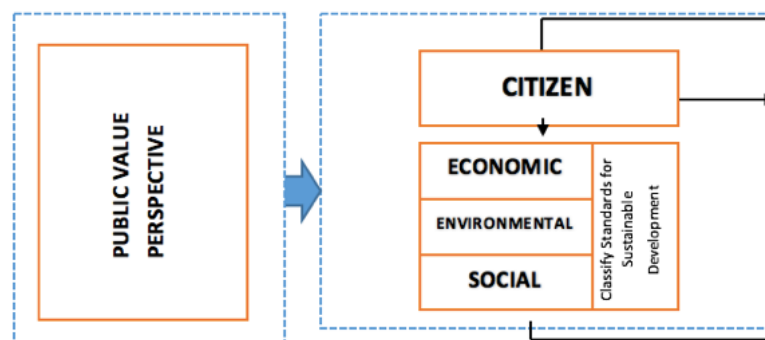 PUBLIC VALUE
PERSPECTIVE
CITIZEN
ECONOMIC
ENVIRONMENTAL
SOCIAL
Classify Standards for
Sustainable
Development